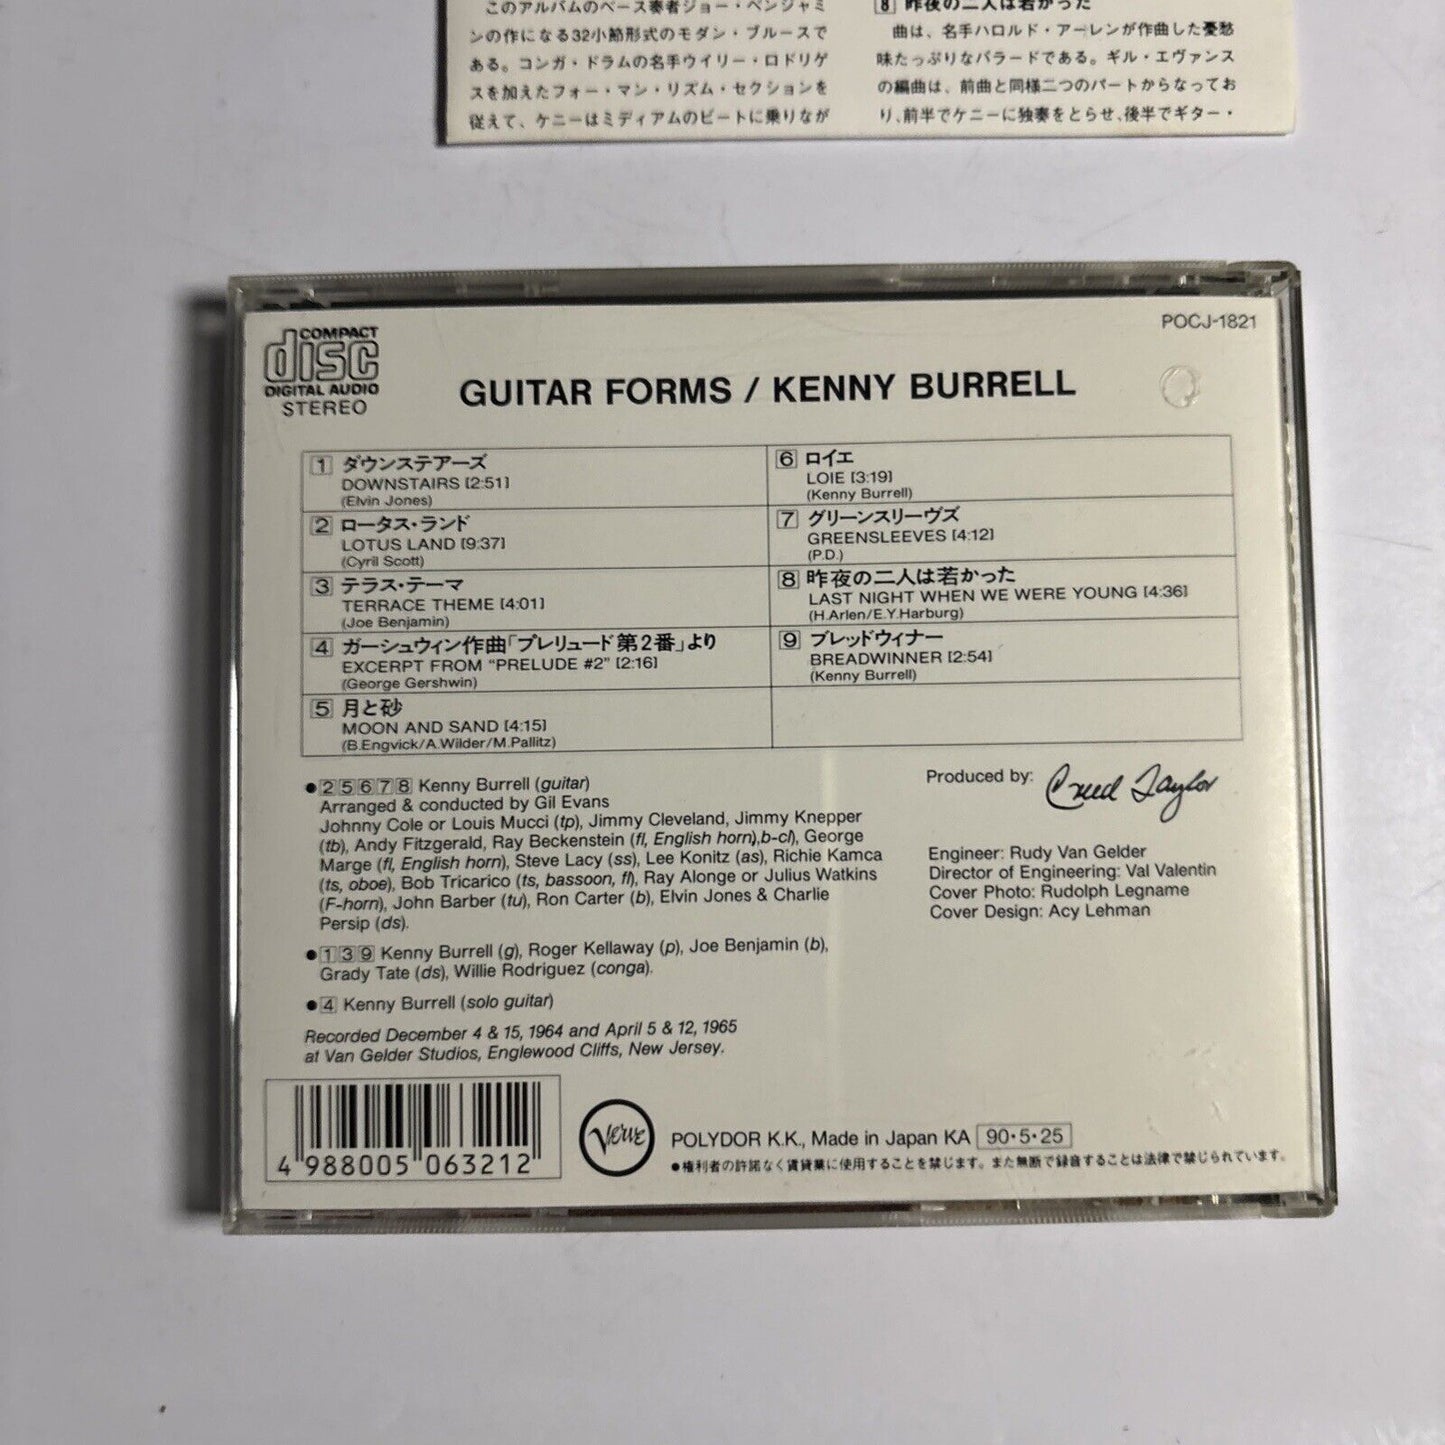 このアルバムのベース奏者ジョー・ベンジャミ
ンの作になる32小節形式のモダン・ブルースで
ある。コンガ・ドラムの名手ウイリー・ロドリゲ
スを加えたフォー・マン・リズム・セクションを
従えて、ケニーはミディアムのビートに乗りなが
8 昨夜の二人は若かった
曲は、名手ハロルド・アーレンが作曲した憂愁
味たっぷりなバラードである。ギル・エヴァンス
の編曲は、前曲と同様二つのパートからなってお
り、前半でケニーに独奏をとらせ、後半でギター・
COMPACT
disc
DIGITAL AUDIO
STEREO
POCJ-1821
GUITAR FORMS / KENNY BURRELL
1 ダウンステアーズ
DOWNSTAIRS [2:51]
(Elvin Jones)
2 ロータス・ランド
LOTUS LAND [9:37]
(Cyril Scott)
3 テラス・テーマ
TERRACE THEME [4:01]
(Joe Benjamin)
4 ガーシュウィン作曲「プレリュード第2番」より
EXCERPT FROM “PRELUDE #2” [2:16]
(George Gershwin)
5 月と砂
MOON AND SAND [4:15]
(B.Engvick/A.Wilder/M.Pallitz)
6 ロイエ
LOIE [3:19]
(Kenny Burrell)
7 グリーンスリーヴズ
GREENSLEEVES [4:12]
(P.D.)
8 昨夜の二人は若かった
LAST NIGHT WHEN WE WERE YOUNG [4:36]
(H.Arlen/E.Y.Harburg)
9 ブレッドウィナー
BREADWINNER [2:54]
(Kenny Burrell)
●2 5 6 7 8 Kenny Burrell (guitar)
Arranged & conducted by Gil Evans
Johnny Cole or Louis Mucci (tp), Jimmy Cleveland, Jimmy Knepper
(tb), Andy Fitzgerald, Ray Beckenstein (fl, English horn),b-cl), George
Marge (fl, English horn), Steve Lacy (ss), Lee Konitz (as), Richie Kamca
(ts, oboe), Bob Tricarico (ts, bassoon, fl), Ray Alonge or Julius Watkins
(F-horn), John Barber (tu), Ron Carter (b), Elvin Jones & Charlie
Persip (ds).
●1 3 9 Kenny Burrell (g), Roger Kellaway (p), Joe Benjamin (b),
Grady Tate (ds), Willie Rodriguez (conga).
●4 Kenny Burrell (solo guitar)
Recorded December 4 & 15, 1964 and April 5 & 12, 1965
at Van Gelder Studios, Englewood Cliffs, New Jersey.
Produced by: Creed Taylor
Engineer: Rudy Van Gelder
Director of Engineering: Val Valentin
Cover Photo: Rudolph Legname
Cover Design: Acy Lehman
4 988005 063212
Verve
POLYDOR K.K., Made in Japan KA 90・5・25
●権利者の許諾なく賃貸業に使用することを禁じます。また無断で録音することは法律で禁じられています。